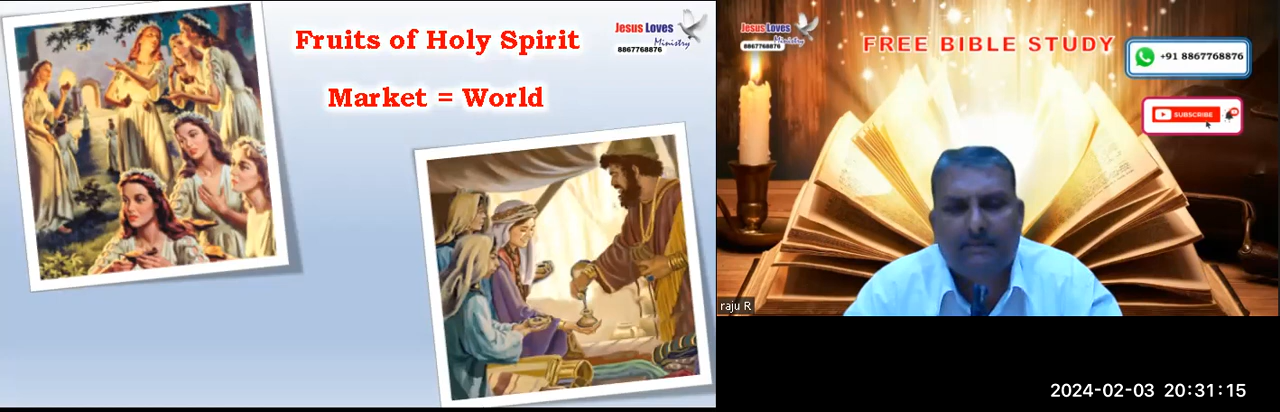 Fruits of Holy Spirit
Market = World
Jesus Loves
Ministry
8867768876
Jesus Loves
Ministry
8867768876
FREE BIBLE STUDY
+91 8867768876
SUBSCRIBE
raju R
2024-02-03 20:31:15